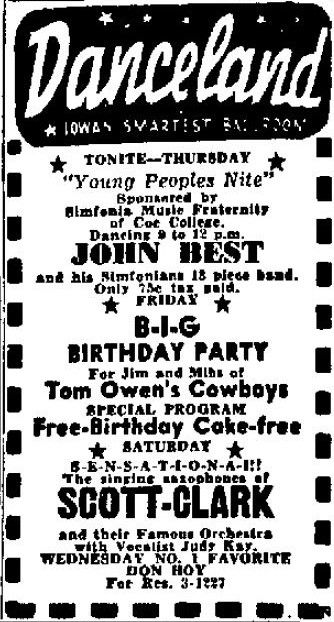 Danceland
IOWA'S SMARTEST BALLROOM
TONITE—THURSDAY
"Young Peoples Nite"
Sponsored by
Simfonia Music Fraternity
of Coe College.
Dancing 9 to 12 p.m.
JOHN BEST
and his Simfonians 13 piece band.
Only 75c tax paid.
FRIDAY
B-I-G
BIRTHDAY PARTY
For Jim and Mibs of
Tom Owen's Cowboys
SPECIAL PROGRAM
Free-Birthday Cake-free
SATURDAY
S-E-N-S-A-T-I-O-N-A-L!!
The singing saxophones of
SCOTT-CLARK
and their Famous Orchestra
with Vocalist Judy Kay.
WEDNESDAY NO. 1 FAVORITE
DON HOY
For Res. 3-1227